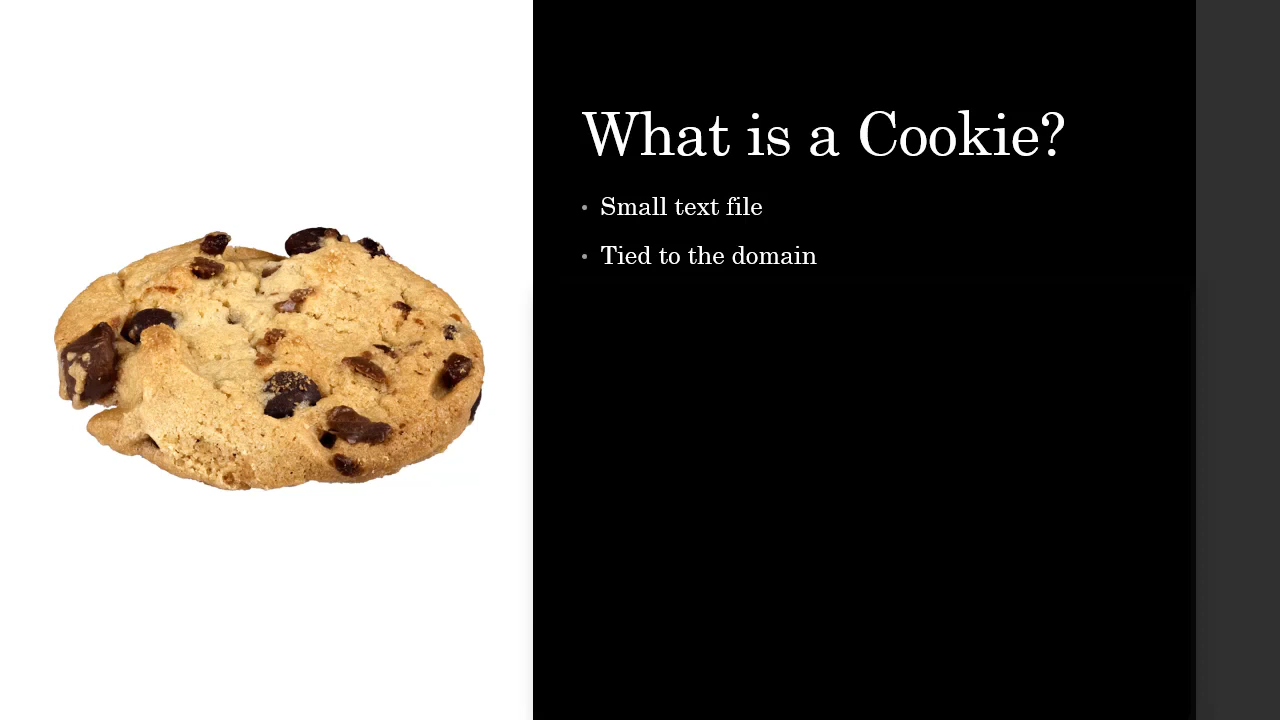 What is a Cookie?
• Small text file
• Tied to the domain